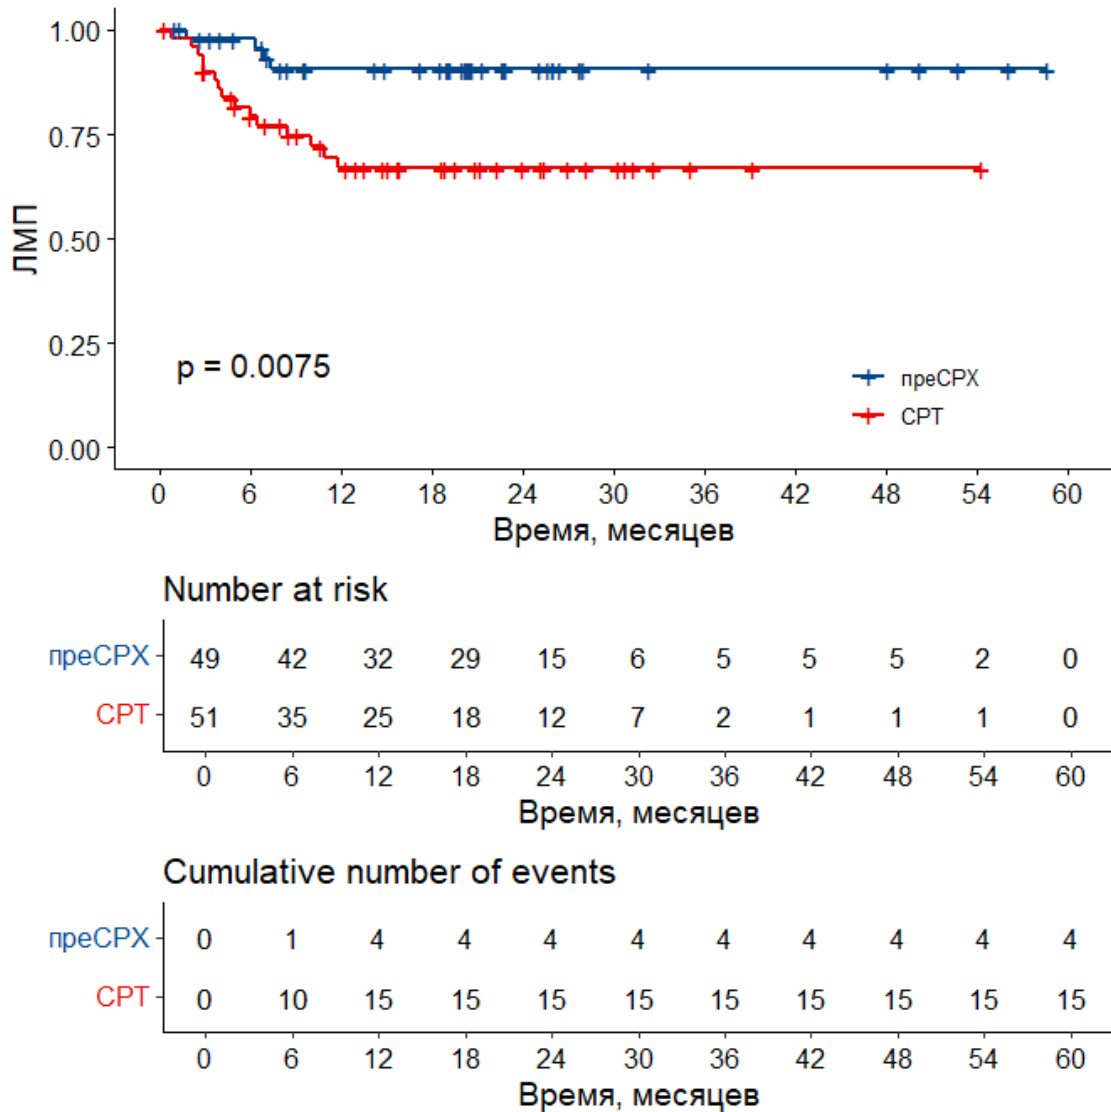 ЛМП
1.00
0.75
0.50
0.25
0.00
p = 0.0075
преСРХ
СРТ
0 6 12 18 24 30 36 42 48 54 60
Время, месяцев
Number at risk
преСРХ 49 42 32 29 15 6 5 5 5 2 0
СРТ 51 35 25 18 12 7 2 1 1 1 0
0 6 12 18 24 30 36 42 48 54 60
Время, месяцев
Cumulative number of events
преСРХ 0 1 4 4 4 4 4 4 4 4 4
СРТ 0 10 15 15 15 15 15 15 15 15 15
0 6 12 18 24 30 36 42 48 54 60
Время, месяцев